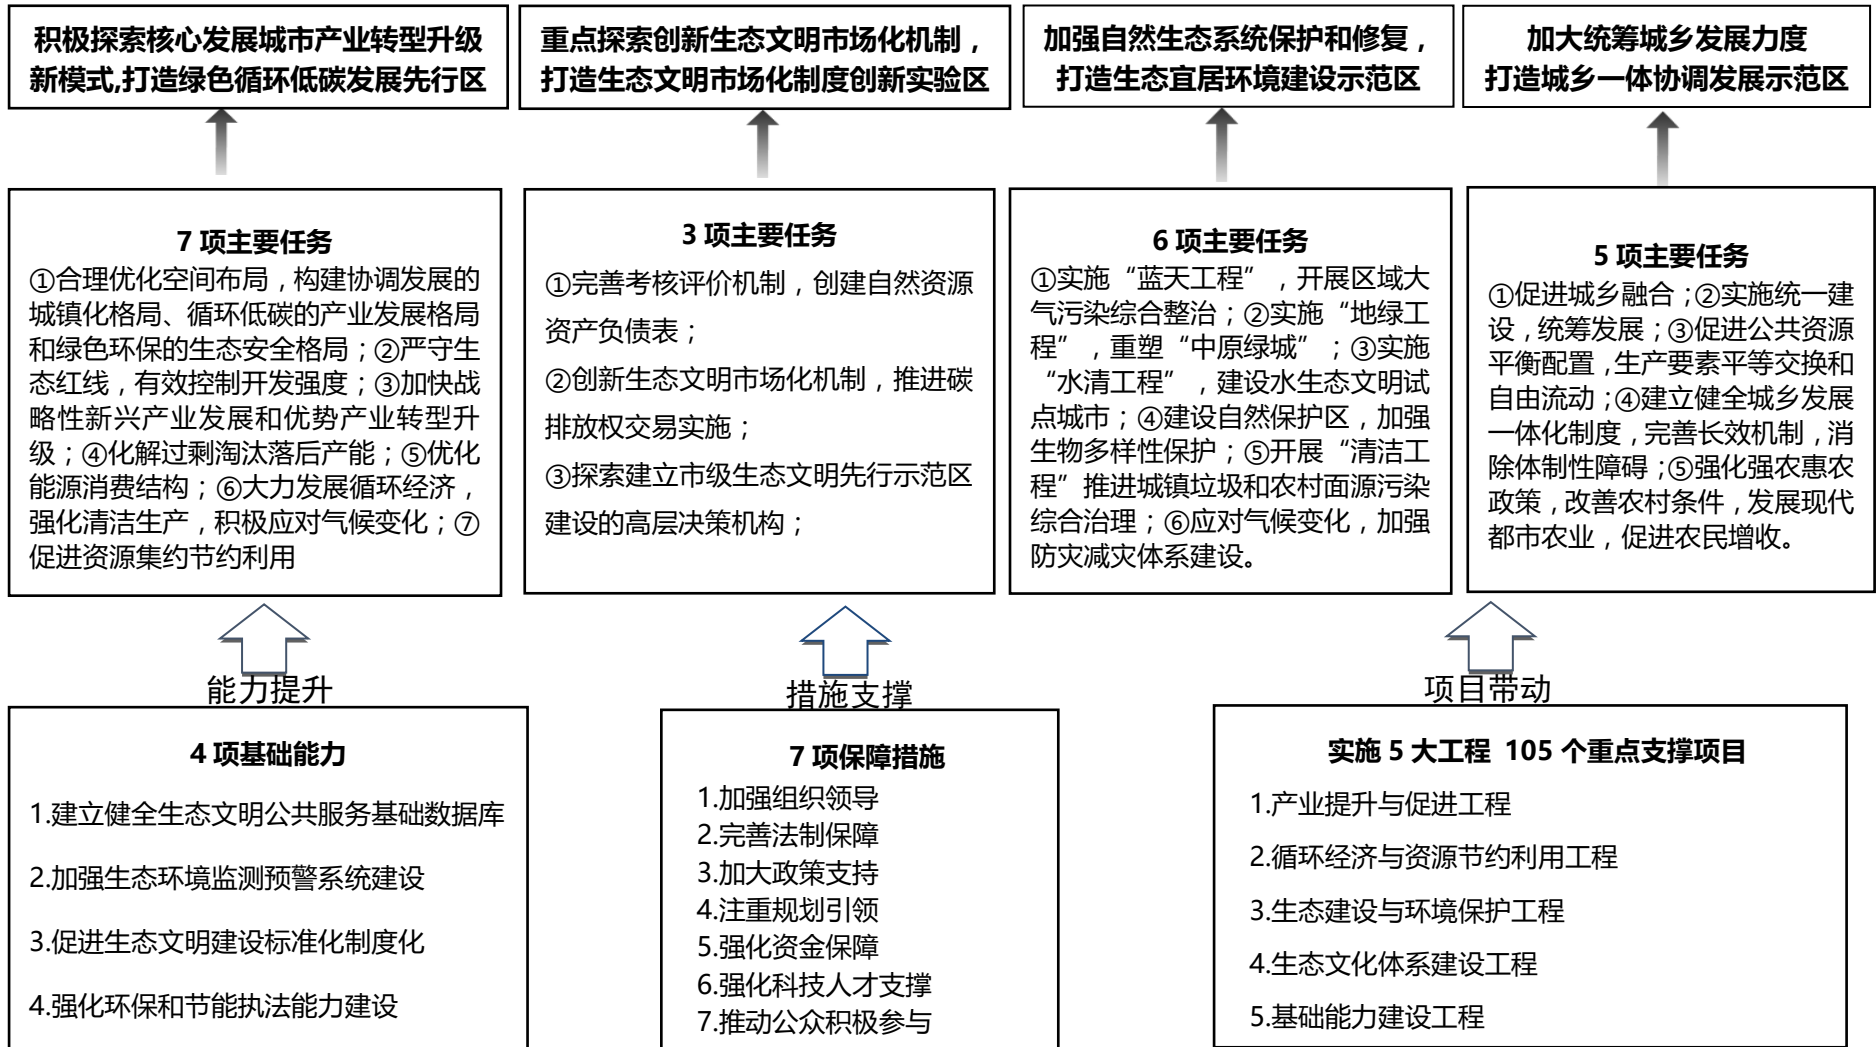 积极探索核心发展城市产业转型升级
新模式,打造绿色循环低碳发展先行区
重点探索创新生态文明市场化机制，
打造生态文明市场化制度创新实验区
加强自然生态系统保护和修复，
打造生态宜居环境建设示范区
加大统筹城乡发展力度
打造城乡一体协调发展示范区
7 项主要任务
①合理优化空间布局，构建协调发展的
城镇化格局、循环低碳的产业发展格局
和绿色环保的生态安全格局；②严守生
态红线，有效控制开发强度；③加快战
略性新兴产业发展和优势产业转型升
级；④化解过剩淘汰落后产能；⑤优化
能源消费结构；⑥大力发展循环经济，
强化清洁生产，积极应对气候变化；⑦
促进资源集约节约利用
3 项主要任务
①完善考核评价机制，创建自然资源
资产负债表；
②创新生态文明市场化机制，推进碳
排放权交易实施；
③探索建立市级生态文明先行示范区
建设的高层决策机构；
6 项主要任务
①实施“蓝天工程”，开展区域大
气污染综合整治；②实施“地绿工
程”，重塑“中原绿城”；③实施
“水清工程”，建设水生态文明试
点城市；④建设自然保护区，加强
生物多样性保护；⑤开展“清洁工
程”推进城镇垃圾和农村面源污染
综合治理；⑥应对气候变化，加强
防灾减灾体系建设。
5 项主要任务
①促进城乡融合；②实施统一建
设，统筹发展；③促进公共资源
平衡配置，生产要素平等交换和
自由流动；④建立健全城乡发展
一体化制度，完善长效机制，消
除体制性障碍；⑤强化强农惠农
政策，改善农村条件，发展现代
都市农业，促进农民增收。
能力提升
措施支撑
项目带动
4 项基础能力
1.建立健全生态文明公共服务基础数据库
2.加强生态环境监测预警系统建设
3.促进生态文明建设标准化制度化
4.强化环保和节能执法能力建设
7 项保障措施
1.加强组织领导
2.完善法制保障
3.加大政策支持
4.注重规划引领
5.强化资金保障
6.强化科技人才支撑
7.推动公众积极参与
实施 5 大工程 105 个重点支撑项目
1.产业提升与促进工程
2.循环经济与资源节约利用工程
3.生态建设与环境保护工程
4.生态文化体系建设工程
5.基础能力建设工程